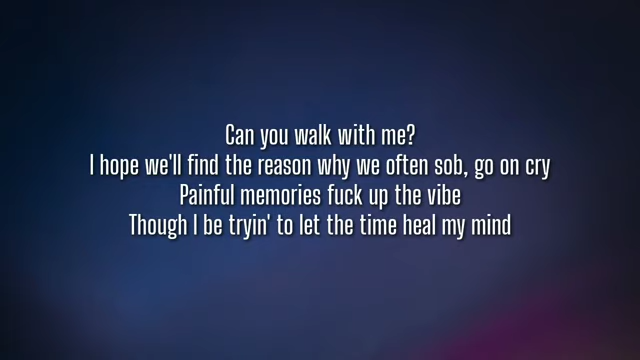 Can you walk with me?
I hope we'll find the reason why we often sob, go on cry
Painful memories fuck up the vibe
Though I be tryin' to let the time heal my mind